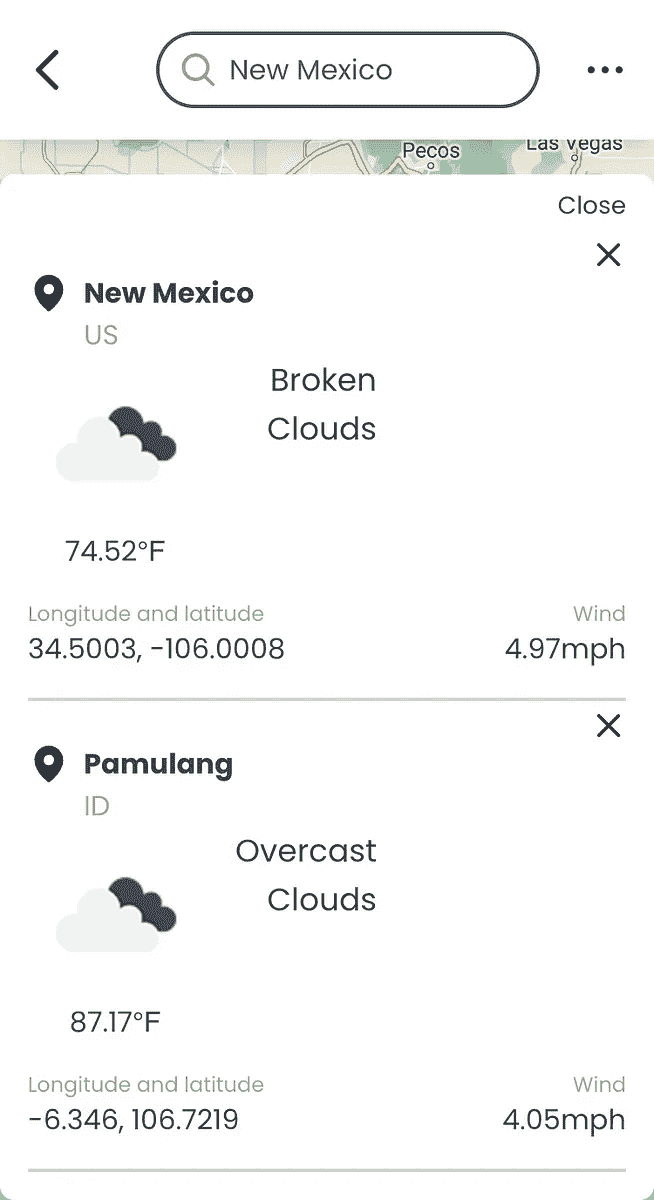 New Mexico
Pecos
Las Vegas
Close
New Mexico
US
Broken
Clouds
74.52°F
Longitude and latitude
Wind
34.5003, -106.0008
4.97mph
Pamulang
ID
Overcast
Clouds
87.17°F
Longitude and latitude
Wind
-6.346, 106.7219
4.05mph